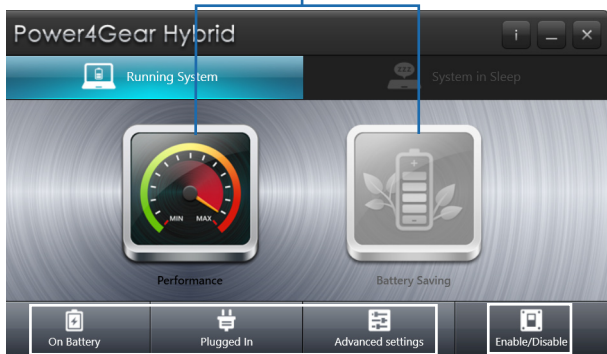 Power4Gear Hybrid
i
Running System
zzz
System in Sleep
MIN MAX
Performance
Battery Saving
On Battery
Plugged In
Advanced settings
Enable/Disable